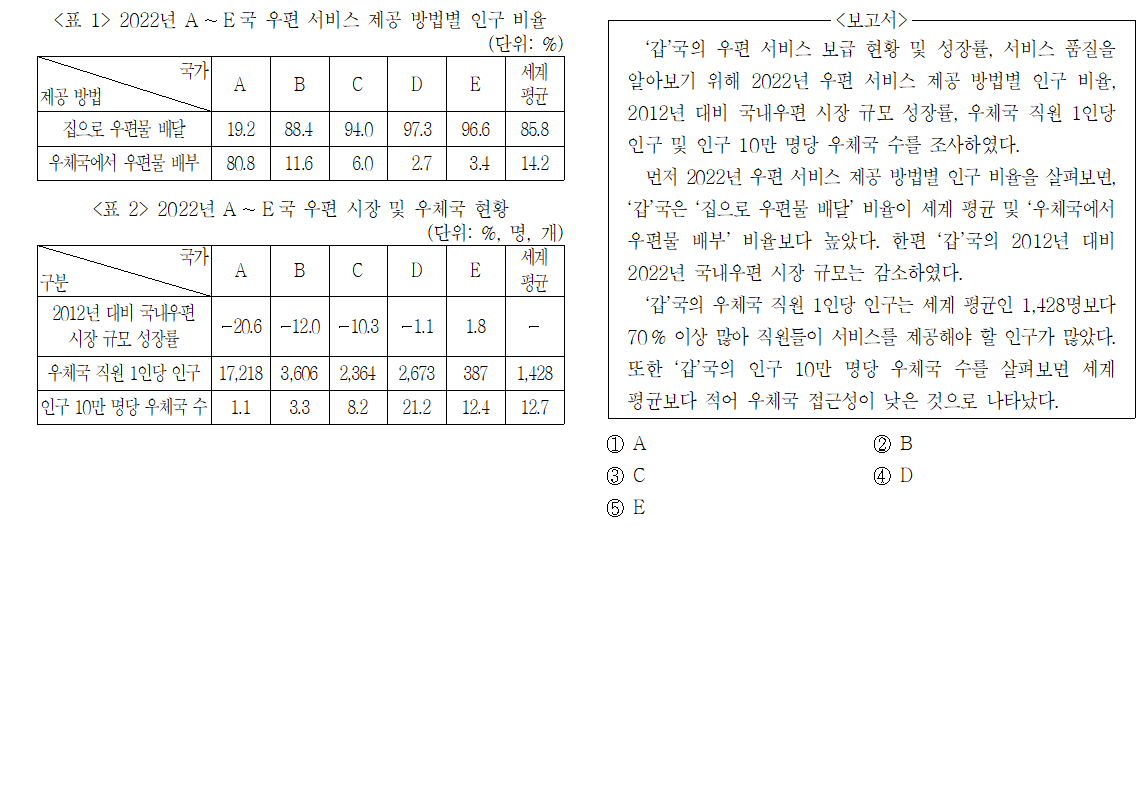 <표 1> 2022년 A~E국 우편 서비스 제공 방법별 인구 비율
(단위: %)
국가
제공 방법
A B C D E 세계 평균
집으로 우편물 배달 19.2 88.4 94.0 97.3 96.6 85.8
우체국에서 우편물 배부 80.8 11.6 6.0 2.7 3.4 14.2
<표 2> 2022년 A~E국 우편 시장 및 우체국 현황
(단위: %, 명, 개)
국가
구분
A B C D E 세계 평균
2012년 대비 국내우편
시장 규모 성장률 -20.6 -12.0 -10.3 -1.1 1.8 -
우체국 직원 1인당 인구 17,218 3,606 2,364 2,673 387 1,428
인구 10만 명당 우체국 수 1.1 3.3 8.2 21.2 12.4 12.7
<보고서>
‘갑’국의 우편 서비스 보급 현황 및 성장률, 서비스 품질을
알아보기 위해 2022년 우편 서비스 제공 방법별 인구 비율,
2012년 대비 국내우편 시장 규모 성장률, 우체국 직원 1인당
인구 및 인구 10만 명당 우체국 수를 조사하였다.
먼저 2022년 우편 서비스 제공 방법별 인구 비율을 살펴보면,
‘갑’국은 ‘집으로 우편물 배달’ 비율이 세계 평균 및 ‘우체국에서
우편물 배부’ 비율보다 높았다. 한편 ‘갑’국의 2012년 대비
2022년 국내우편 시장 규모는 감소하였다.
‘갑’국의 우체국 직원 1인당 인구는 세계 평균인 1,428명보다
70% 이상 많아 직원들이 서비스를 제공해야 할 인구가 많았다.
또한 ‘갑’국의 인구 10만 명당 우체국 수를 살펴보면 세계
평균보다 적어 우체국 접근성이 낮은 것으로 나타났다.
① A
② B
③ C
④ D
⑤ E